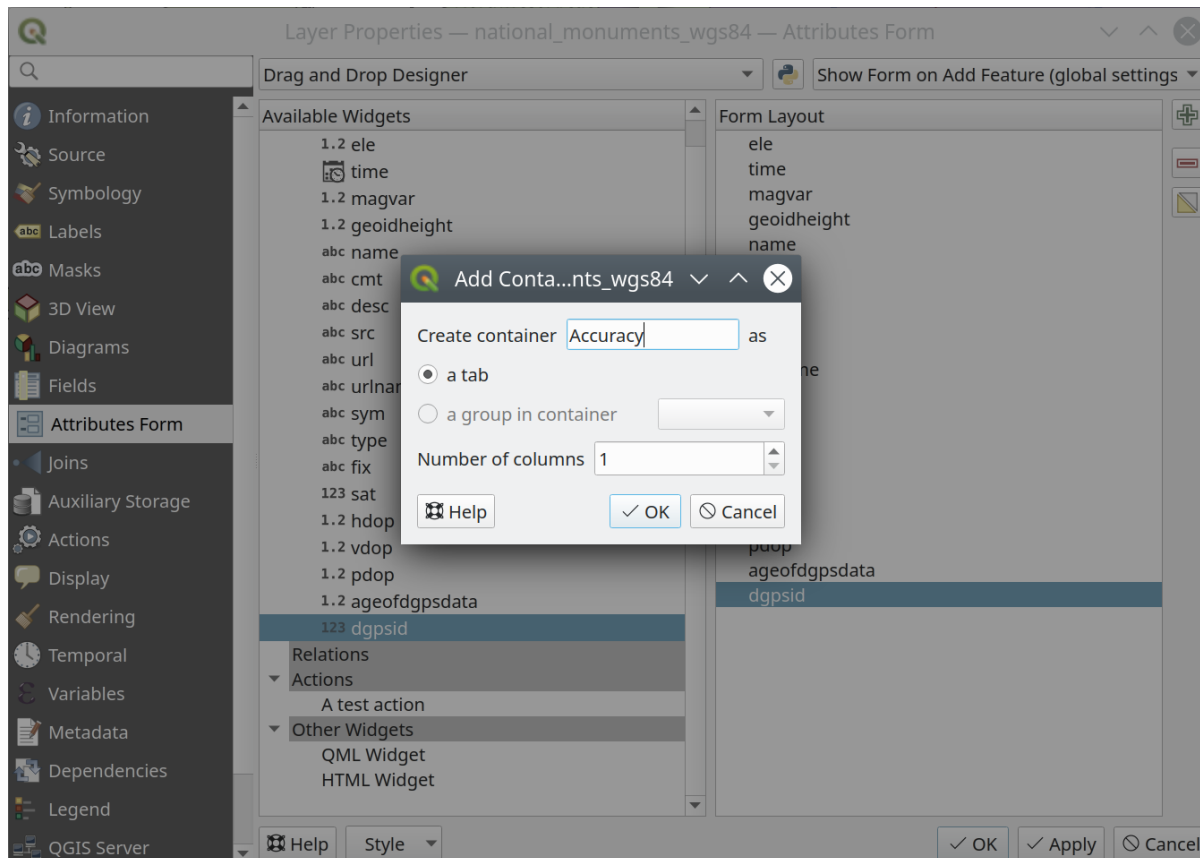 Layer Properties — national_monuments_wgs84 — Attributes Form
Drag and Drop Designer
Show Form on Add Feature (global settings
Information
Source
Symbology
abc Labels
abc Masks
3D View
Diagrams
Fields
Attributes Form
Joins
Auxiliary Storage
Actions
Display
Rendering
Temporal
Variables
Metadata
Dependencies
Legend
QGIS Server
Available Widgets
1.2 ele
time
1.2 magvar
1.2 geoidheight
abc name
abc cmt
abc desc
abc src
abc url
abc urlnar
abc sym
abc type
abc fix
123 sat
1.2 hdop
1.2 vdop
1.2 pdop
1.2 ageofdgpsdata
123 dgpsid
Relations
Actions
A test action
Other Widgets
QML Widget
HTML Widget
Form Layout
ele
time
magvar
geoidheight
name
ne
pdop
ageofdgpsdata
dgpsid
Add Conta...nts_wgs84
Create container Accuracy as
a tab
a group in container
Number of columns 1
Help OK Cancel
Help Style OK Apply Cancel